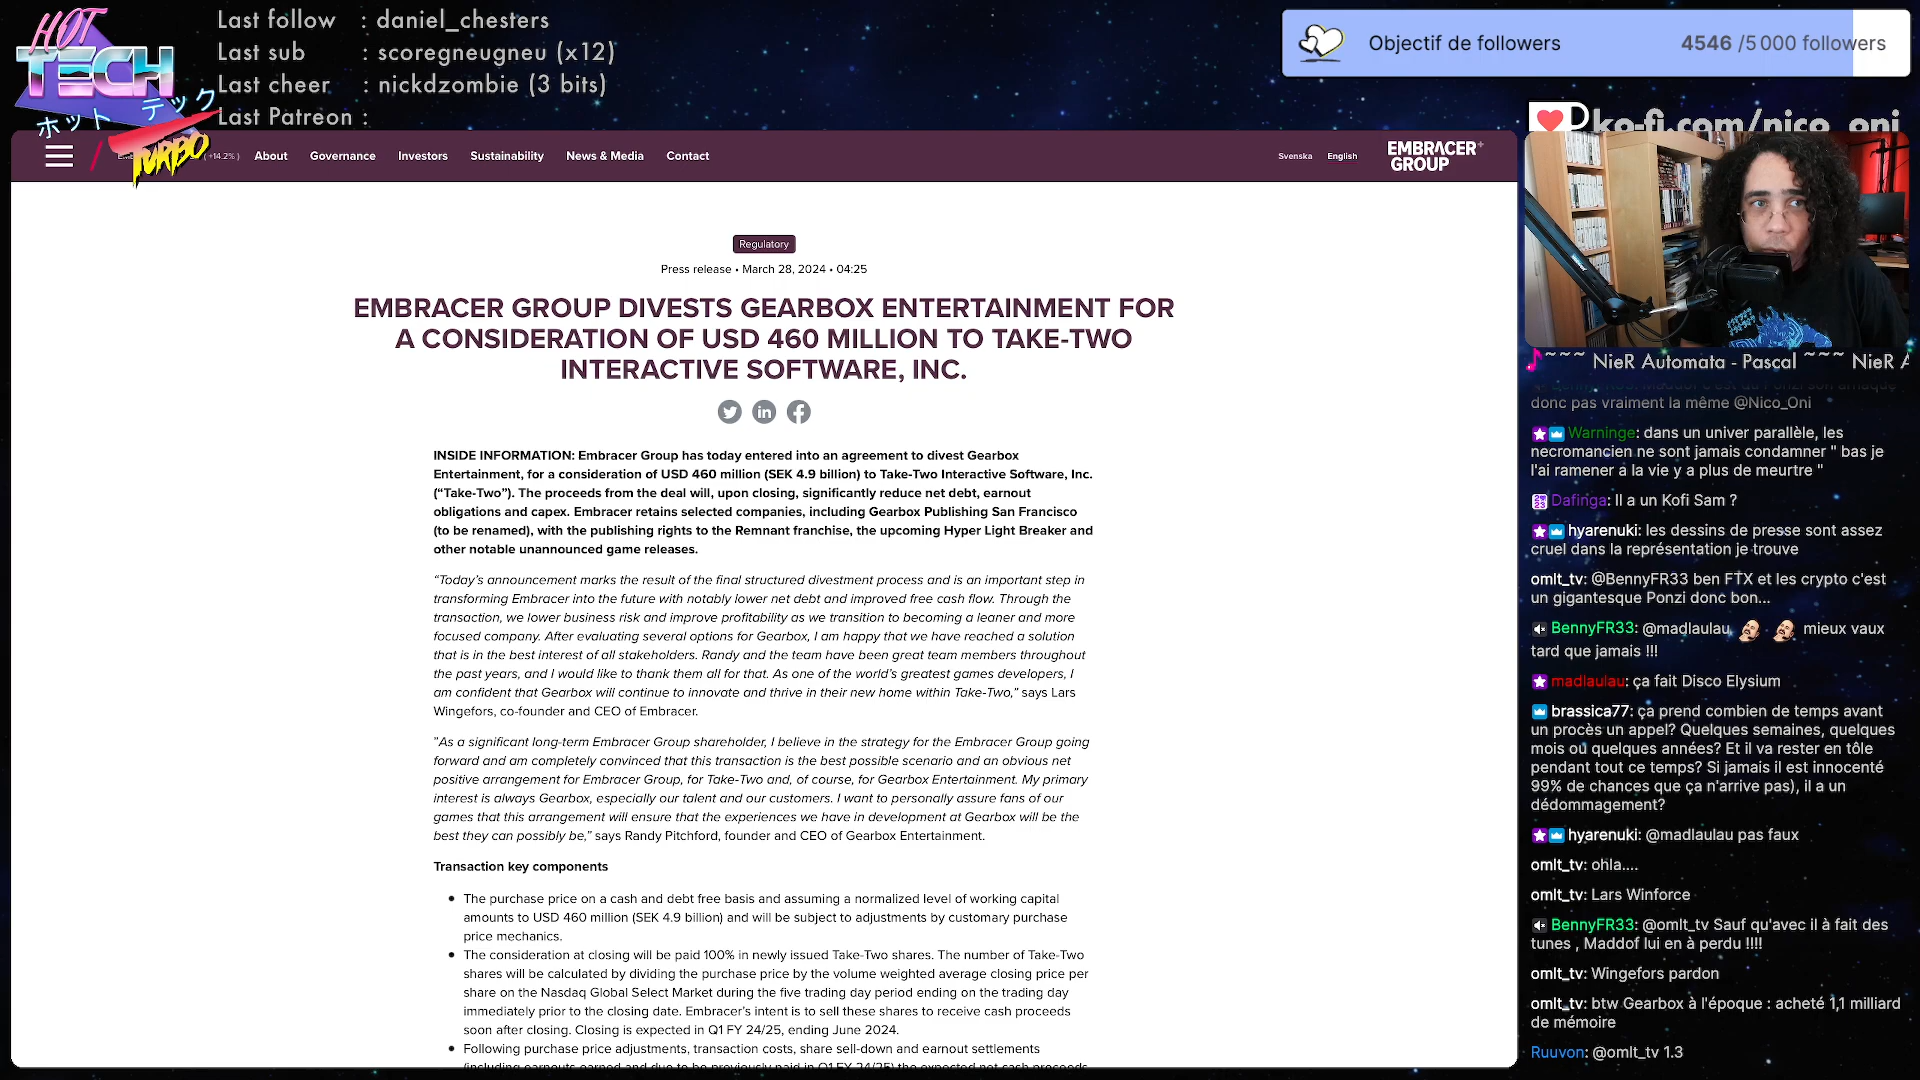 HOT
TECH
ホット テック
TURBO
Last follow : daniel_chesters
Last sub : scoregneugneu (x12)
Last cheer : nickdzombie (3 bits)
Last Patreon :
Objectif de followers 4546 /5 000 followers
ko-fi.com/nico_oni
(+14.2%) About Governance Investors Sustainability News & Media Contact Svenska English EMBRACER+ GROUP
Regulatory
Press release • March 28, 2024 • 04:25
EMBRACER GROUP DIVESTS GEARBOX ENTERTAINMENT FOR
A CONSIDERATION OF USD 460 MILLION TO TAKE-TWO
INTERACTIVE SOFTWARE, INC.
INSIDE INFORMATION: Embracer Group has today entered into an agreement to divest Gearbox
Entertainment, for a consideration of USD 460 million (SEK 4.9 billion) to Take-Two Interactive Software, Inc.
(“Take-Two”). The proceeds from the deal will, upon closing, significantly reduce net debt, earnout
obligations and capex. Embracer retains selected companies, including Gearbox Publishing San Francisco
(to be renamed), with the publishing rights to the Remnant franchise, the upcoming Hyper Light Breaker and
other notable unannounced game releases.
“Today’s announcement marks the result of the final structured divestment process and is an important step in
transforming Embracer into the future with notably lower net debt and improved free cash flow. Through the
transaction, we lower business risk and improve profitability as we transition to becoming a leaner and more
focused company. After evaluating several options for Gearbox, I am happy that we have reached a solution
that is in the best interest of all stakeholders. Randy and the team have been great team members throughout
the past years, and I would like to thank them all for that. As one of the world’s greatest games developers, I
am confident that Gearbox will continue to innovate and thrive in their new home within Take-Two,” says Lars
Wingefors, co-founder and CEO of Embracer.
”As a significant long-term Embracer Group shareholder, I believe in the strategy for the Embracer Group going
forward and am completely convinced that this transaction is the best possible scenario and an obvious net
positive arrangement for Embracer Group, for Take-Two and, of course, for Gearbox Entertainment. My primary
interest is always Gearbox, especially our talent and our customers. I want to personally assure fans of our
games that this arrangement will ensure that the experiences we have in development at Gearbox will be the
best they can possibly be,” says Randy Pitchford, founder and CEO of Gearbox Entertainment.
Transaction key components
• The purchase price on a cash and debt free basis and assuming a normalized level of working capital
amounts to USD 460 million (SEK 4.9 billion) and will be subject to adjustments by customary purchase
price mechanics.
• The consideration at closing will be paid 100% in newly issued Take-Two shares. The number of Take-Two
shares will be calculated by dividing the purchase price by the volume weighted average closing price per
share on the Nasdaq Global Select Market during the five trading day period ending on the trading day
immediately prior to the closing date. Embracer’s intent is to sell these shares to receive cash proceeds
soon after closing. Closing is expected in Q1 FY 24/25, ending June 2024.
• Following purchase price adjustments, transaction costs, share sell-down and earnout settlements
(including earnouts earned and due to be previously paid in Q1 FY 24/25) the expected net cash proceeds
~~~ NieR Automata - Pascal ~~~ NieR A
donc pas vraiment la même @Nico_Oni
Warninge: dans un univer parallèle, les
necromancien ne sont jamais condamner " bas je
l'ai ramener a la vie y a plus de meurtre "
Dafinga: Il a un Kofi Sam ?
hyarenuki: les dessins de presse sont assez
cruel dans la représentation je trouve
omlt_tv: @BennyFR33 ben FTX et les crypto c'est
un gigantesque Ponzi donc bon...
BennyFR33: @madlaulau mieux vaux
tard que jamais !!!
madlaulau: ça fait Disco Elysium
brassica77: ça prend combien de temps avant
un procès un appel? Quelques semaines, quelques
mois ou quelques années? Et il va rester en tôle
pendant tout ce temps? Si jamais il est innocenté
99% de chances que ça n'arrive pas), il a un
dédommagement?
hyarenuki: @madlaulau pas faux
omlt_tv: ohla....
omlt_tv: Lars Winforce
BennyFR33: @omlt_tv Sauf qu'avec il à fait des
tunes , Maddof lui en à perdu !!!!
omlt_tv: Wingefors pardon
omlt_tv: btw Gearbox à l'époque : acheté 1,1 milliard
de mémoire
Ruuvon: @omlt_tv 1.3